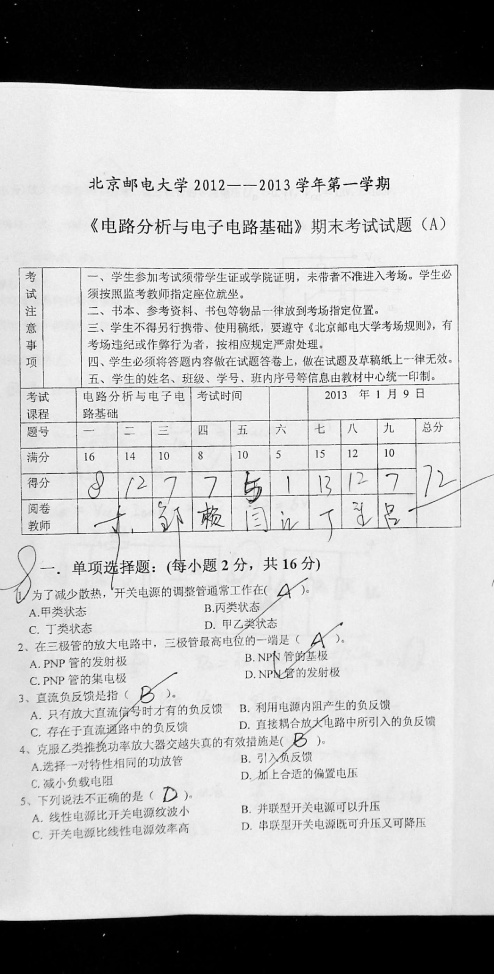 北京邮电大学 2012——2013 学年第一学期
《电路分析与电子电路基础》期末考试试题（A）
考试注意事项
一、学生参加考试须带学生证或学院证明，未带者不准进入考场。学生必
须按照监考教师指定座位就坐。
二、书本、参考资料、书包等物品一律放到考场指定位置。
三、学生不得另行携带、使用稿纸，要遵守《北京邮电大学考场规则》，有
考场违纪或作弊行为者，按相应规定严肃处理。
四、学生必须将答题内容做在试题答卷上，做在试题及草稿纸上一律无效。
五、学生的姓名、班级、学号、班内序号等信息由教材中心统一印制。
考试课程 电路分析与电子电路基础 考试时间 2013 年 1 月 9 日
题号 一 二 三 四 五 六 七 八 九 总分
满分 16 14 10 8 10 5 15 12 10
得分 8 12 7 7 5 1 13 12 7 72
阅卷教师
8
一．单项选择题：(每小题 2 分，共 16 分)
1、为了减少散热，开关电源的调整管通常工作在( A )。
A.甲类状态 B.丙类状态
C. 丁类状态 D. 甲乙类状态
2、在三极管的放大电路中，三极管最高电位的一端是（ A ）。
A. PNP 管的发射极 B. NPN 管的基极
C. PNP 管的集电极 D. NPN 管的发射极
3、直流负反馈是指（ B ）。
A. 只有放大直流信号时才有的负反馈 B. 利用电源内阻产生的负反馈
C. 存在于直流通路中的负反馈 D. 直接耦合放大电路中所引入的负反馈
4、克服乙类推挽功率放大器交越失真的有效措施是( B )。
A.选择一对特性相同的功放管 B. 引入负反馈
C. 减小负载电阻 D. 加上合适的偏置电压
5、下列说法不正确的是（ D ）。
A. 线性电源比开关电源纹波小 B. 并联型开关电源可以升压
C. 开关电源比线性电源效率高 D. 串联型开关电源既可升压又可降压